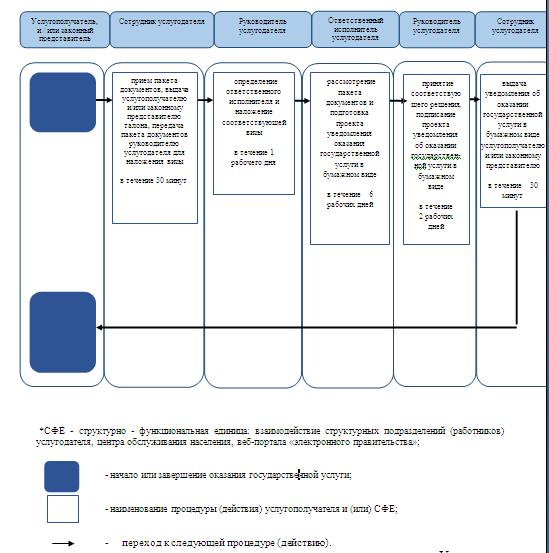 Услугополучатель,
и / или законный
представитель
Сотрудник услугодателя
Руководитель
услугодателя
Ответственный
исполнитель
услугодателя
Руководитель
услугодателя
Сотрудник
услугодателя
прием пакета
документов, выдача
услугополучателю
и/или законному
представителю
талона, передача
пакета документов
руководителю
услугодателя для
наложения визы
в течение 30 минут
определение
ответственного
исполнителя и
наложение
соответствующей
визы
в течение 1
рабочего дня
рассмотрение
пакета
документов и
подготовка
проекта
уведомления
оказания
государственной
услуги в
бумажном виде
в течение 6
рабочих дней
принятие
соответствую
щего решения,
подписание
проекта
уведомления
об оказании
государствен-
ной услуги в
бумажном
виде
в течение
2 рабочих
дней
выдача
уведомления об
оказании
государственной
услуги в
бумажном виде
услугополучателю
и/или законному
представителю
в течение 30
минут
*СФЕ - структурно - функциональная единица: взаимодействие структурных подразделений (работников)
услугодателя, центра обслуживания населения, веб-портала «электронного правительства»;
- начало или завершение оказания государственной услуги;
- наименование процедуры (действия) услугополучателя и (или) СФЕ;
- переход к следующей процедуре (действию).